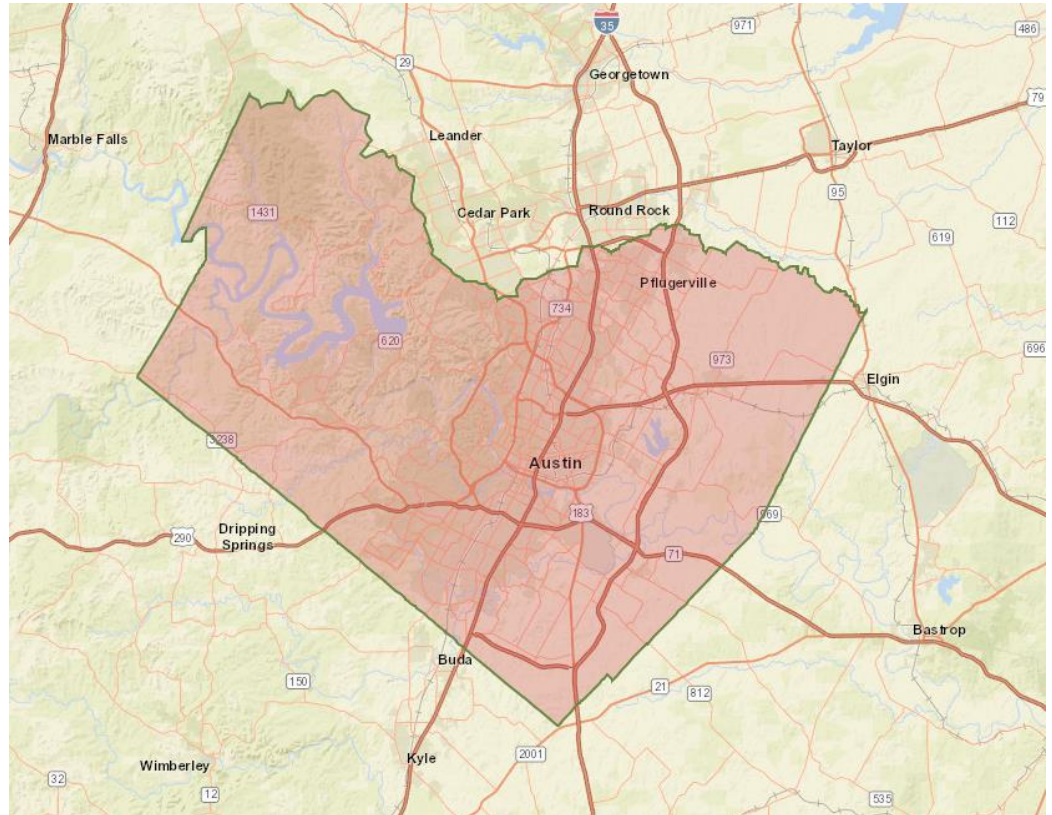 35
971
486
29
Georgetown
79
Marble Falls
Leander
Taylor
95
1431
Cedar Park
Round Rock
112
619
Pflugerville
734
620
973
696
Elgin
3238
Austin
183
969
Dripping
Springs
290
71
Bastrop
Buda
150
21
812
Kyle
2001
Wimberley
32
12
535